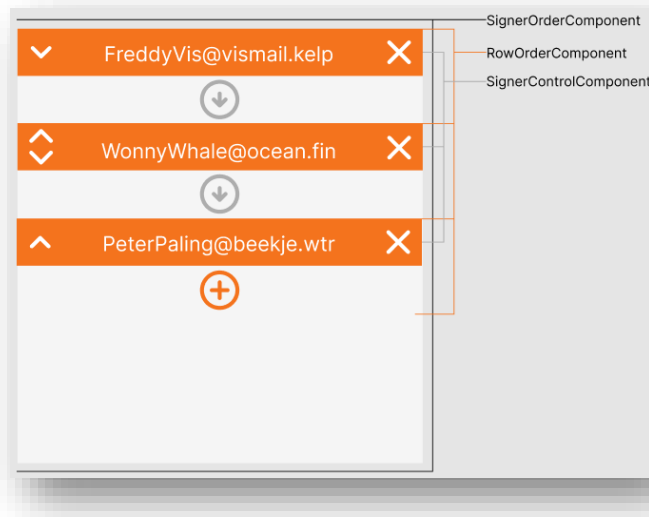 SignerOrderComponent
FreddyVis@vismail.kelp
RowOrderComponent
SignerControlComponent
WonnyWhale@ocean.fin
PeterPaling@beekje.wtr